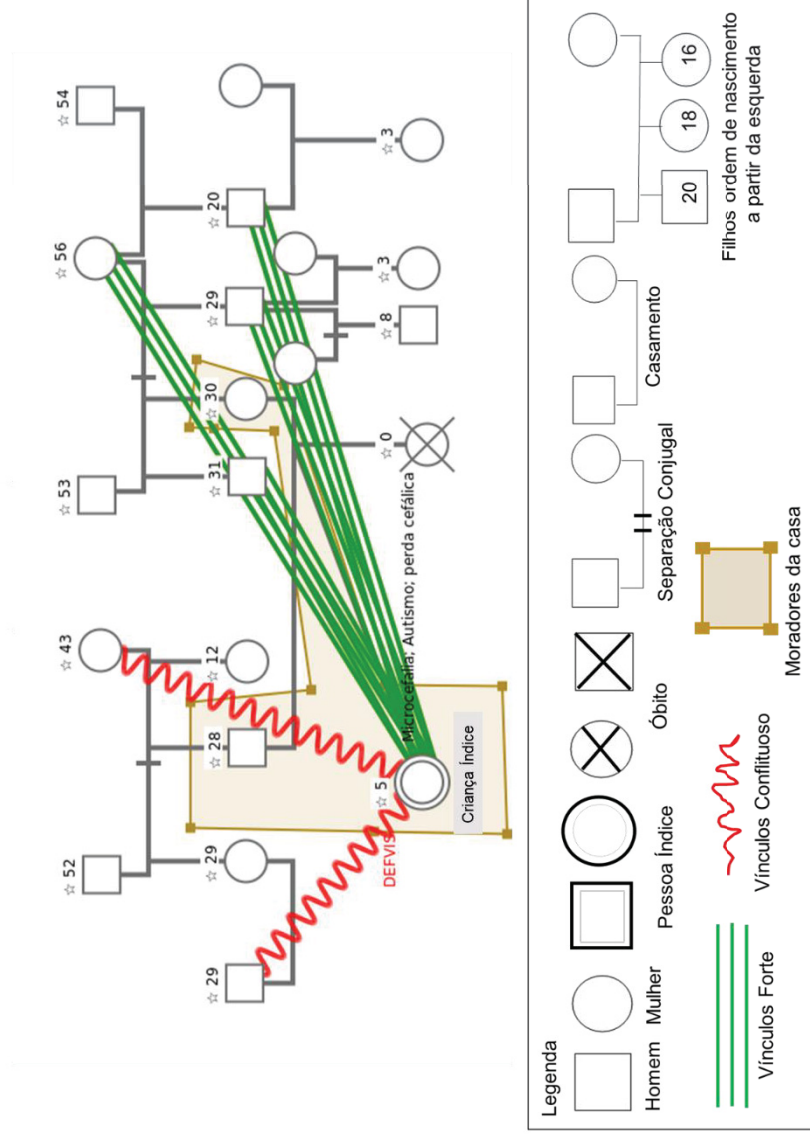 ☆ 52
☆ 43
☆ 53
☆ 56
☆ 54
☆ 29
☆ 29
☆ 28
☆ 12
☆ 31
☆ 30
☆ 29
☆ 20
DEFVIS
☆ 5
☆ 0
☆ 8
☆ 3
☆ 3
Microcefalia; Autismo; perda cefálica
Criança Índice
Legenda
Homem
Mulher
Pessoa Índice
Óbito
Separação Conjugal
Casamento
20 18 16
Filhos ordem de nascimento
a partir da esquerda
Vínculos Forte
Vínculos Conflituoso
Moradores da casa